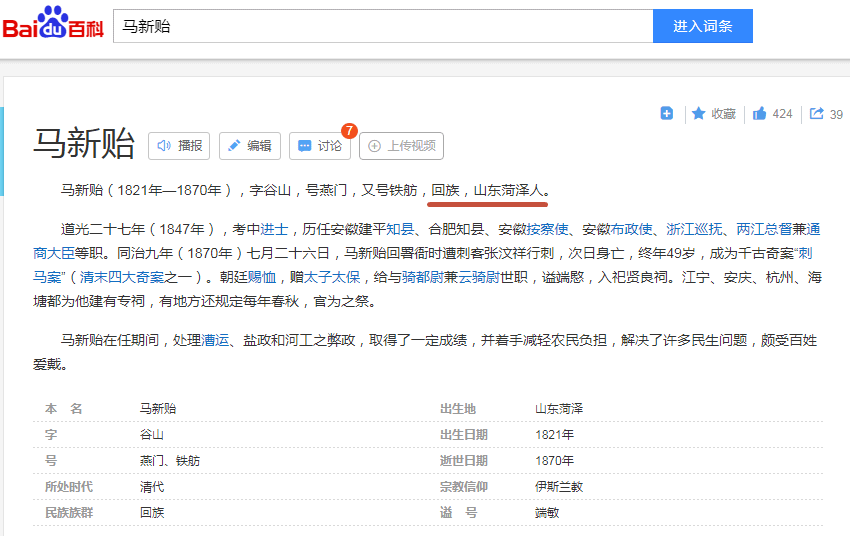 Bai du 百科 马新贻 进入词条
收藏 424 39
马新贻 播报 编辑 讨论 7 上传视频
马新贻（1821年—1870年），字谷山，号燕门，又号铁舫，回族，山东菏泽人。
道光二十七年（1847年），考中进士，历任安徽建平知县、合肥知县、安徽按察使、安徽布政使、浙江巡抚、两江总督兼通
商大臣等职。同治九年（1870年）七月二十六日，马新贻回署衙时遭刺客张汶祥行刺，次日身亡，终年49岁，成为千古奇案“刺
马案”（清末四大奇案之一）。朝廷赐恤，赠太子太保，给与骑都尉兼云骑尉世职，谥端愍，入祀贤良祠。江宁、安庆、杭州、海
塘都为他建有专祠，有地方还规定每年春秋，官为之祭。
马新贻在任期间，处理漕运、盐政和河工之弊政，取得了一定成绩，并着手减轻农民负担，解决了许多民生问题，颇受百姓
爱戴。
本 名 马新贻 出生地 山东菏泽
字 谷山 出生日期 1821年
号 燕门、铁舫 逝世日期 1870年
所处时代 清代 宗教信仰 伊斯兰教
民族族群 回族 谥 号 端敏